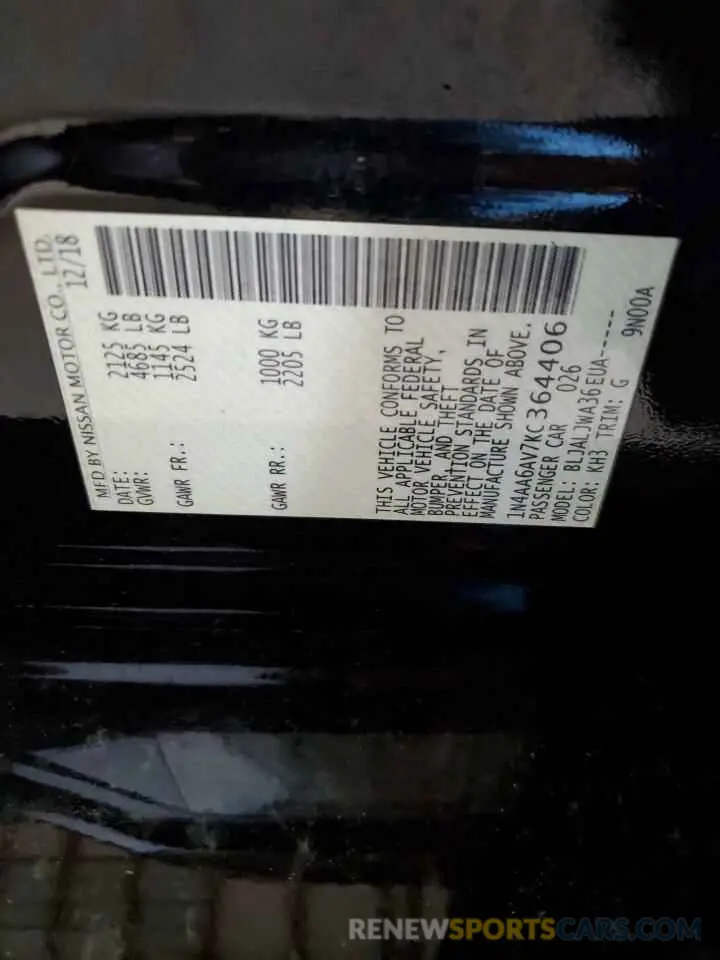 MFD BY NISSAN MOTOR CO., LTD.
DATE: 12/18
GVWR: 2125 KG
4685 LB
GAWR FR.: 1145 KG
2524 LB
GAWR RR.: 1000 KG
2205 LB
THIS VEHICLE CONFORMS TO
ALL APPLICABLE FEDERAL
MOTOR VEHICLE SAFETY,
BUMPER, AND THEFT
PREVENTION STANDARDS IN
EFFECT ON THE DATE OF
MANUFACTURE SHOWN ABOVE.
1N4AA6AV7KC364406
PASSENGER CAR 026
MODEL: BLJALJWA36EUA-----
COLOR: KH3 TRIM: G 9N00A
RENEWSPORTSCARS.COM